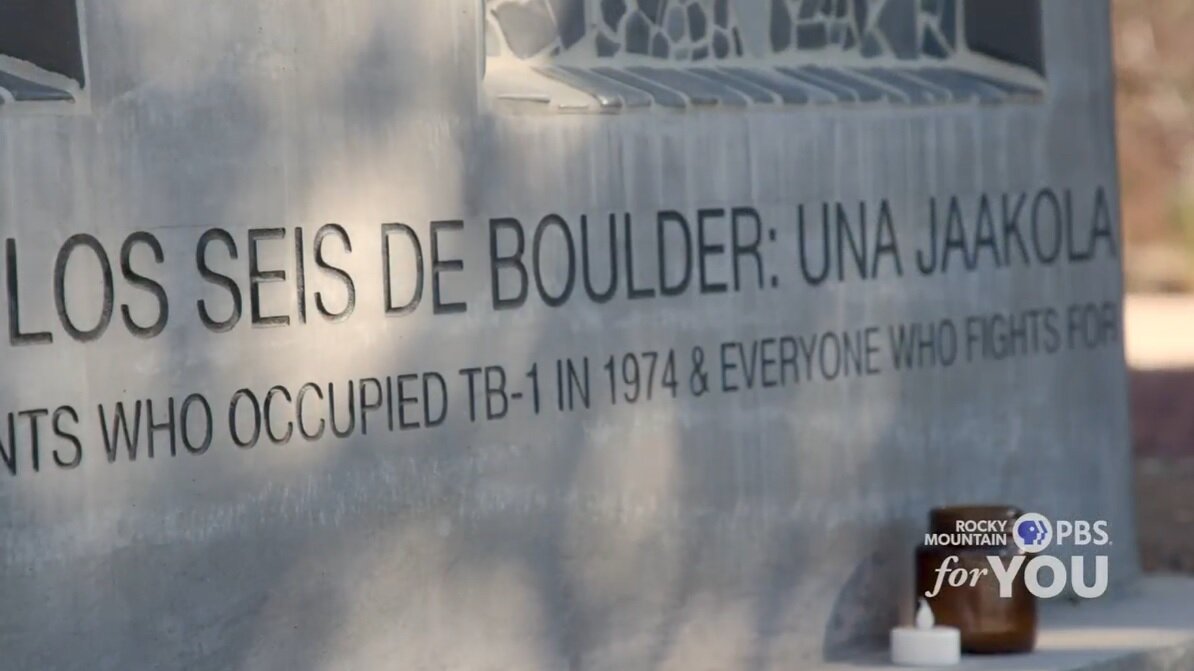 LOS SEIS DE BOULDER: UNA JAAKOLA
NTS WHO OCCUPIED TB-1 IN 1974 & EVERYONE WHO FIGHTS FOR
ROCKY
MOUNTAIN PBS
for YOU